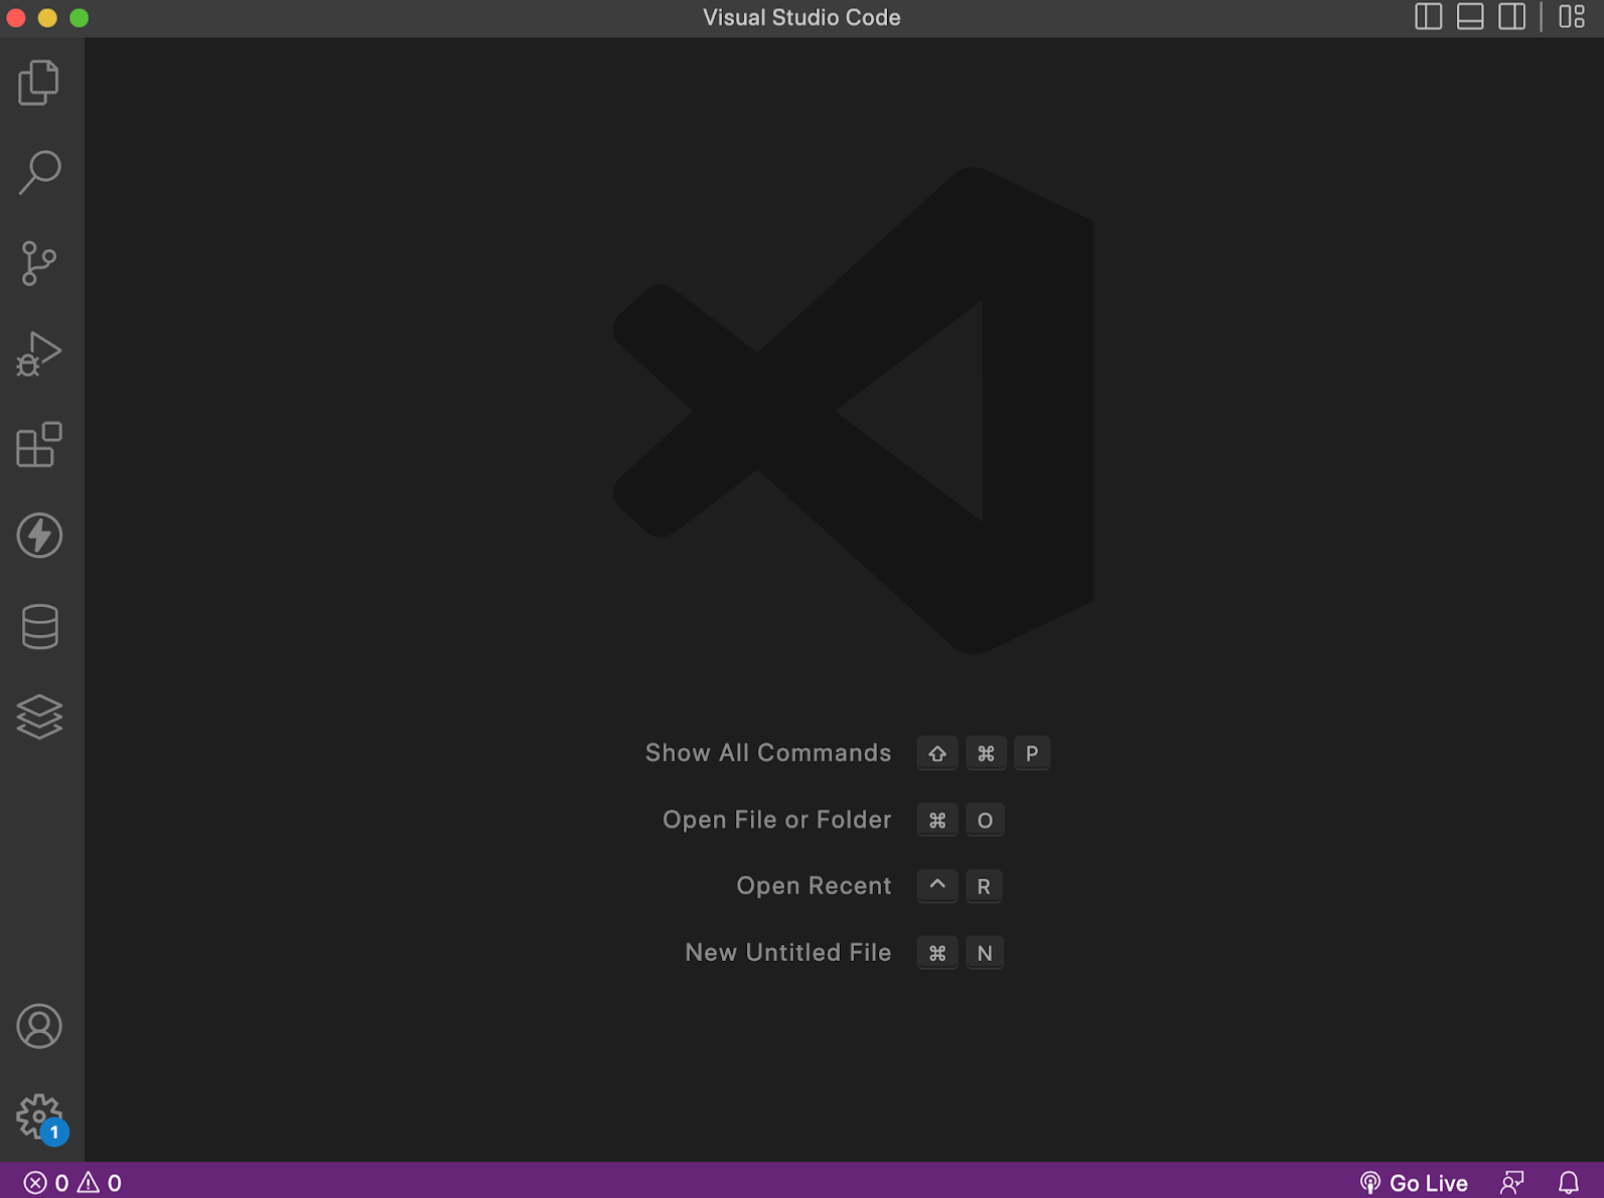 Visual Studio Code
Show All Commands ⇧ ⌘ P
Open File or Folder ⌘ O
Open Recent ^ R
New Untitled File ⌘ N
1
0 0 Go Live